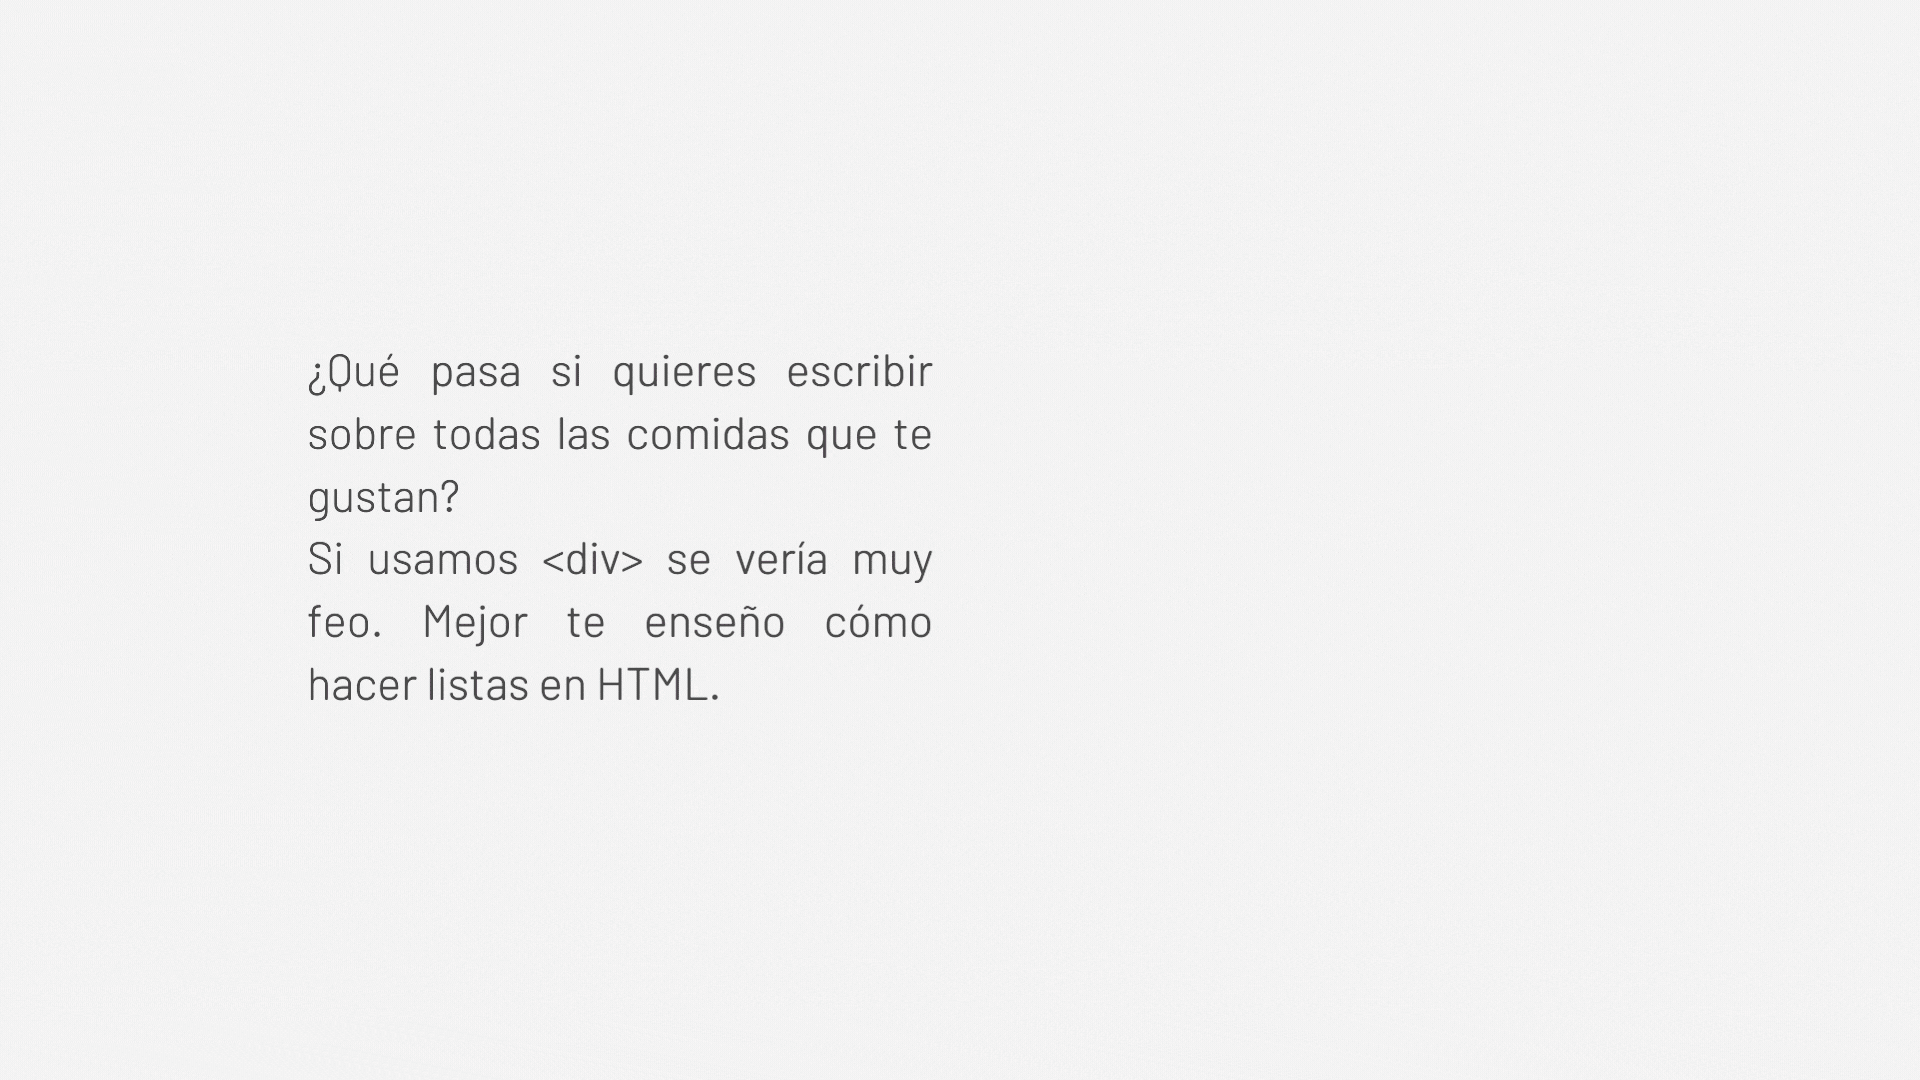 ¿Qué pasa si quieres escribir
sobre todas las comidas que te
gustan?
Si usamos <div> se vería muy
feo. Mejor te enseño cómo
hacer listas en HTML.